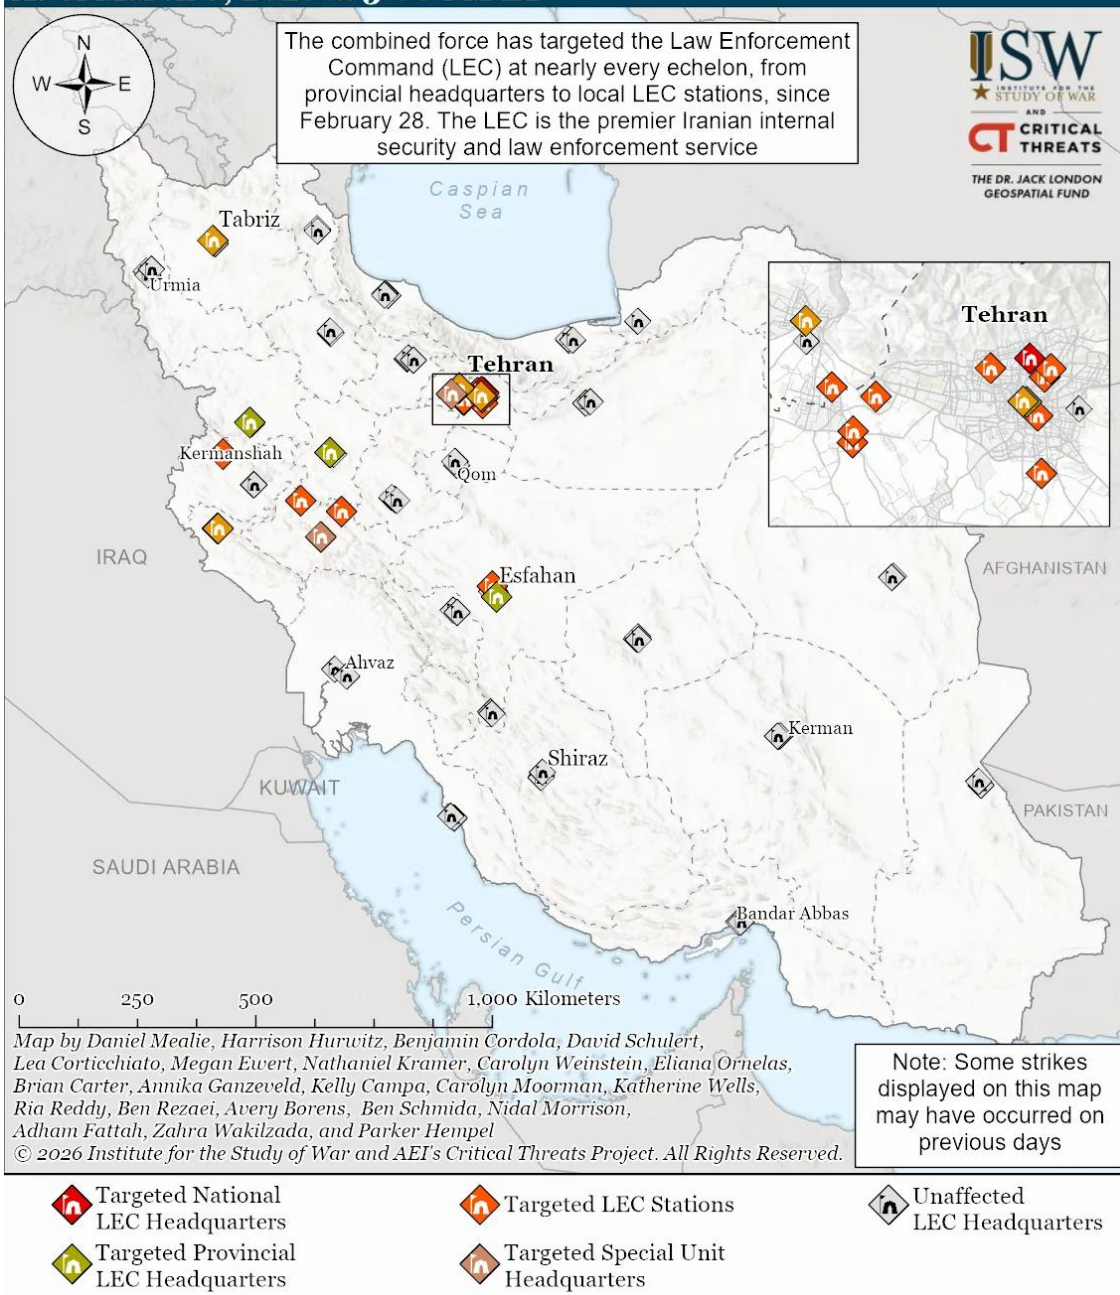 N
W E
S
The combined force has targeted the Law Enforcement
Command (LEC) at nearly every echelon, from
provincial headquarters to local LEC stations, since
February 28. The LEC is the premier Iranian internal
security and law enforcement service
ISW
INSTITUTE FOR THE
STUDY OF WAR
AND
CT CRITICAL
THREATS
THE DR. JACK LONDON
GEOSPATIAL FUND
Caspian
Sea
Tabriz
Urmia
Tehran
Tehran
Kermanshah
Qom
IRAQ
Esfahan
AFGHANISTAN
Ahvaz
Kerman
Shiraz
KUWAIT
PAKISTAN
SAUDI ARABIA
Bandar Abbas
Persian Gulf
0 250 500 1,000 Kilometers
Map by Daniel Mealie, Harrison Hurwitz, Benjamin Cordola, David Schulert,
Lea Corticchiato, Megan Ewert, Nathaniel Kramer, Carolyn Weinstein, Eliana Ornelas,
Brian Carter, Annika Ganzeveld, Kelly Campa, Carolyn Moorman, Katherine Wells,
Ria Reddy, Ben Rezaei, Avery Borens, Ben Schmida, Nidal Morrison,
Adham Fattah, Zahra Wakilzada, and Parker Hempel
© 2026 Institute for the Study of War and AEI's Critical Threats Project. All Rights Reserved.
Note: Some strikes
displayed on this map
may have occurred on
previous days
Targeted National
LEC Headquarters
Targeted Provincial
LEC Headquarters
Targeted LEC Stations
Targeted Special Unit
Headquarters
Unaffected
LEC Headquarters